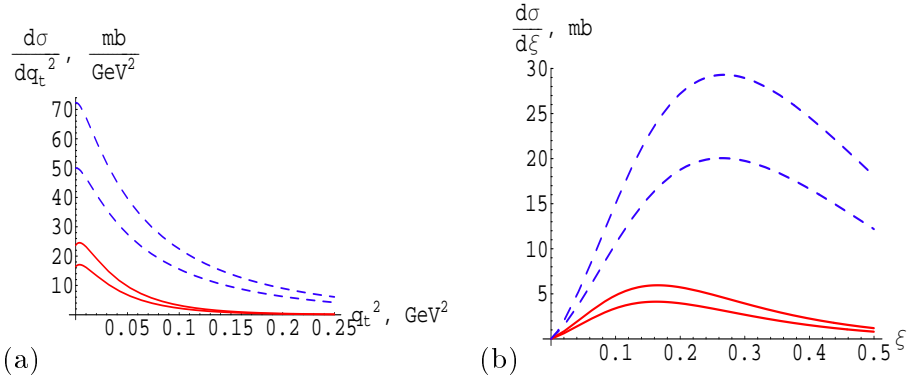 dσ/dq_t², mb/GeV²
70
60
50
40
30
20
10
0.05 0.1 0.15 0.2 0.25
q_t², GeV²
(a)
dσ/dξ, mb
30
25
20
15
10
5
0.1 0.2 0.3 0.4 0.5
ξ
(b)